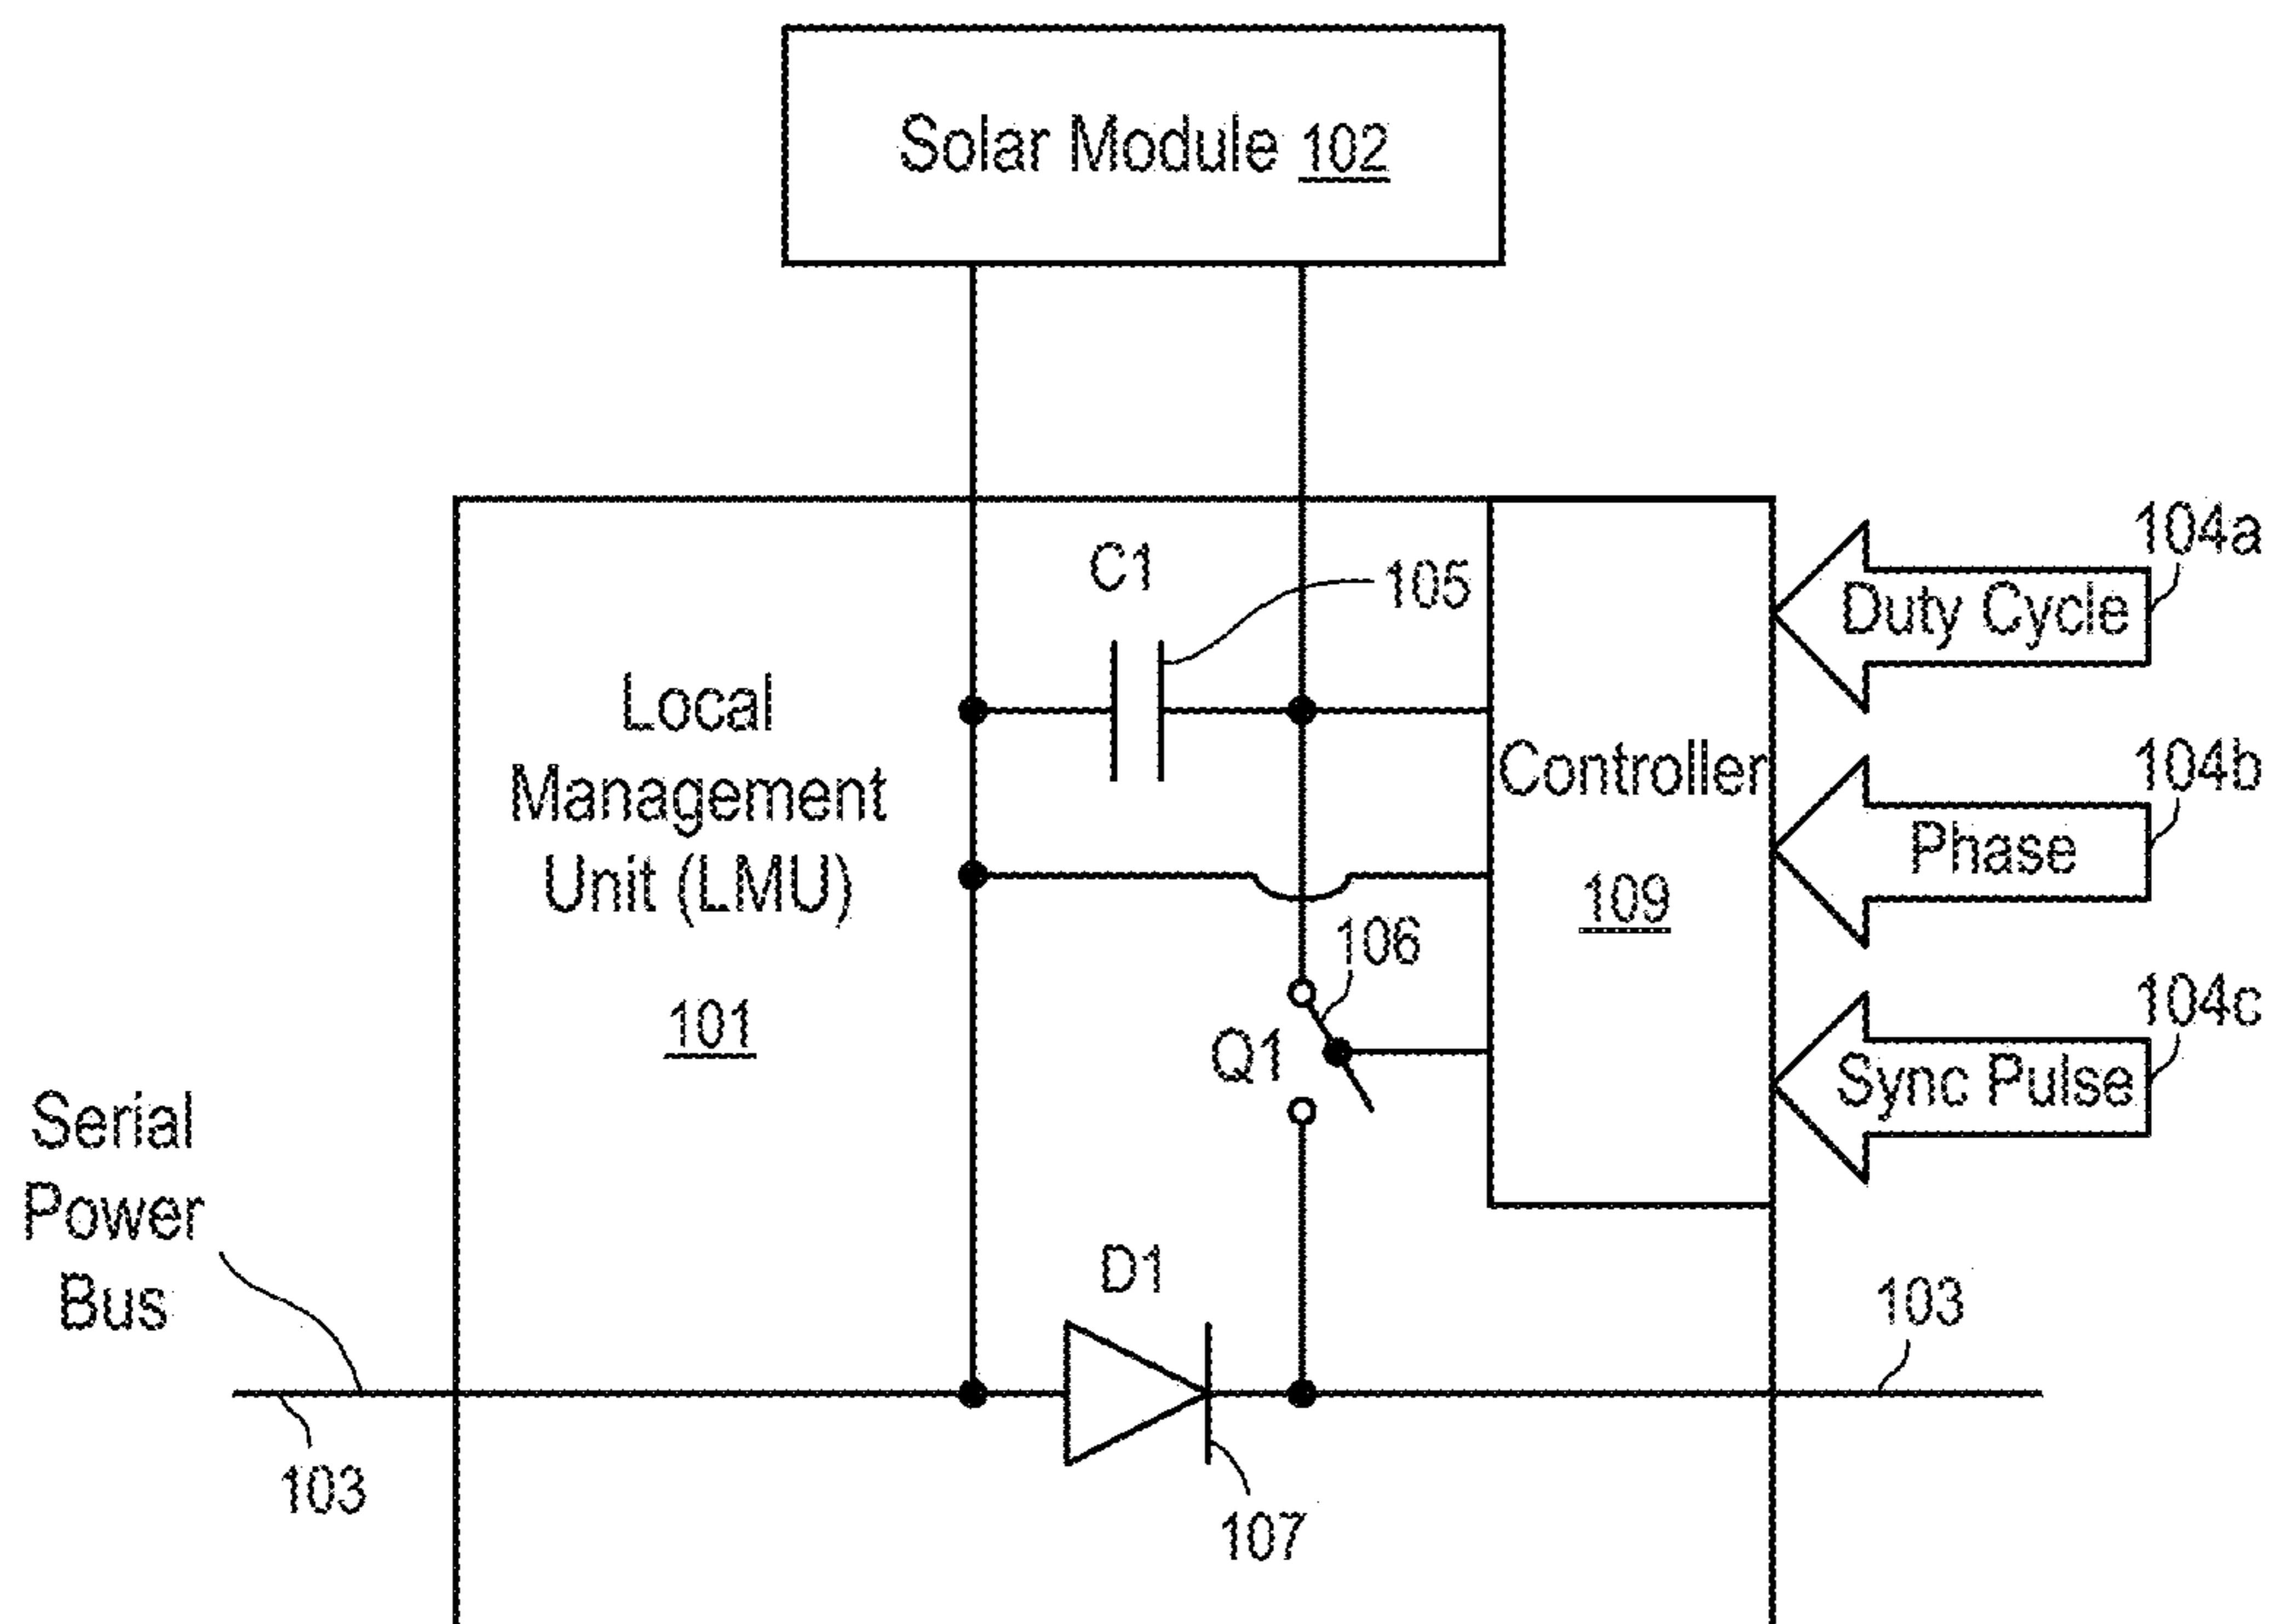 Solar Module 102
C1
105
104a
Duty Cycle
Local
Management
Unit (LMU)
101
Controller
109
104b
Phase
106
Q1
104c
Sync Pulse
Serial
Power
Bus
103
D1
107
103